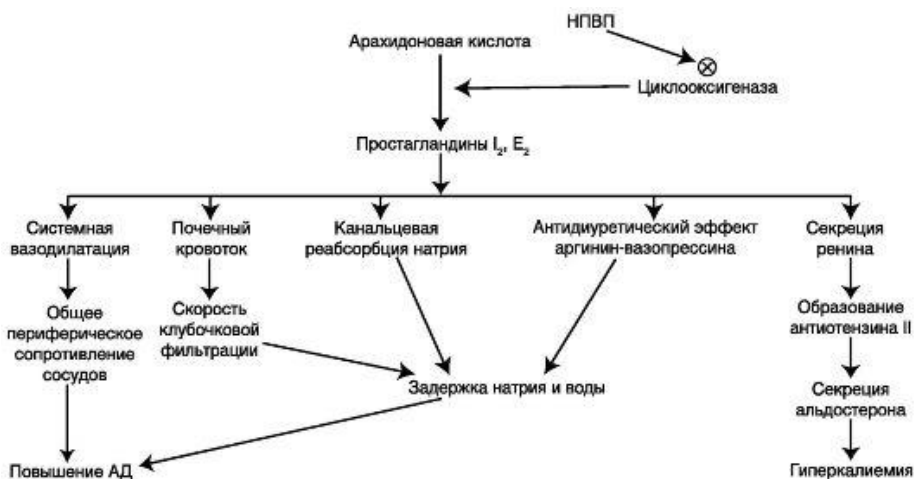 НПВП
Арахидоновая кислота
Циклооксигеназа
Простагландины I₂, E₂
Системная
вазодилатация
Почечный
кровоток
Канальцевая
реабсорбция натрия
Антидиуретический эффект
аргинин-вазопрессина
Секреция
ренина
Общее
периферическое
сопротивление
сосудов
Скорость
клубочковой
фильтрации
Образование
антиотензина II
Задержка натрия и воды
Секреция
альдостерона
Повышение АД
Гиперкалиемия